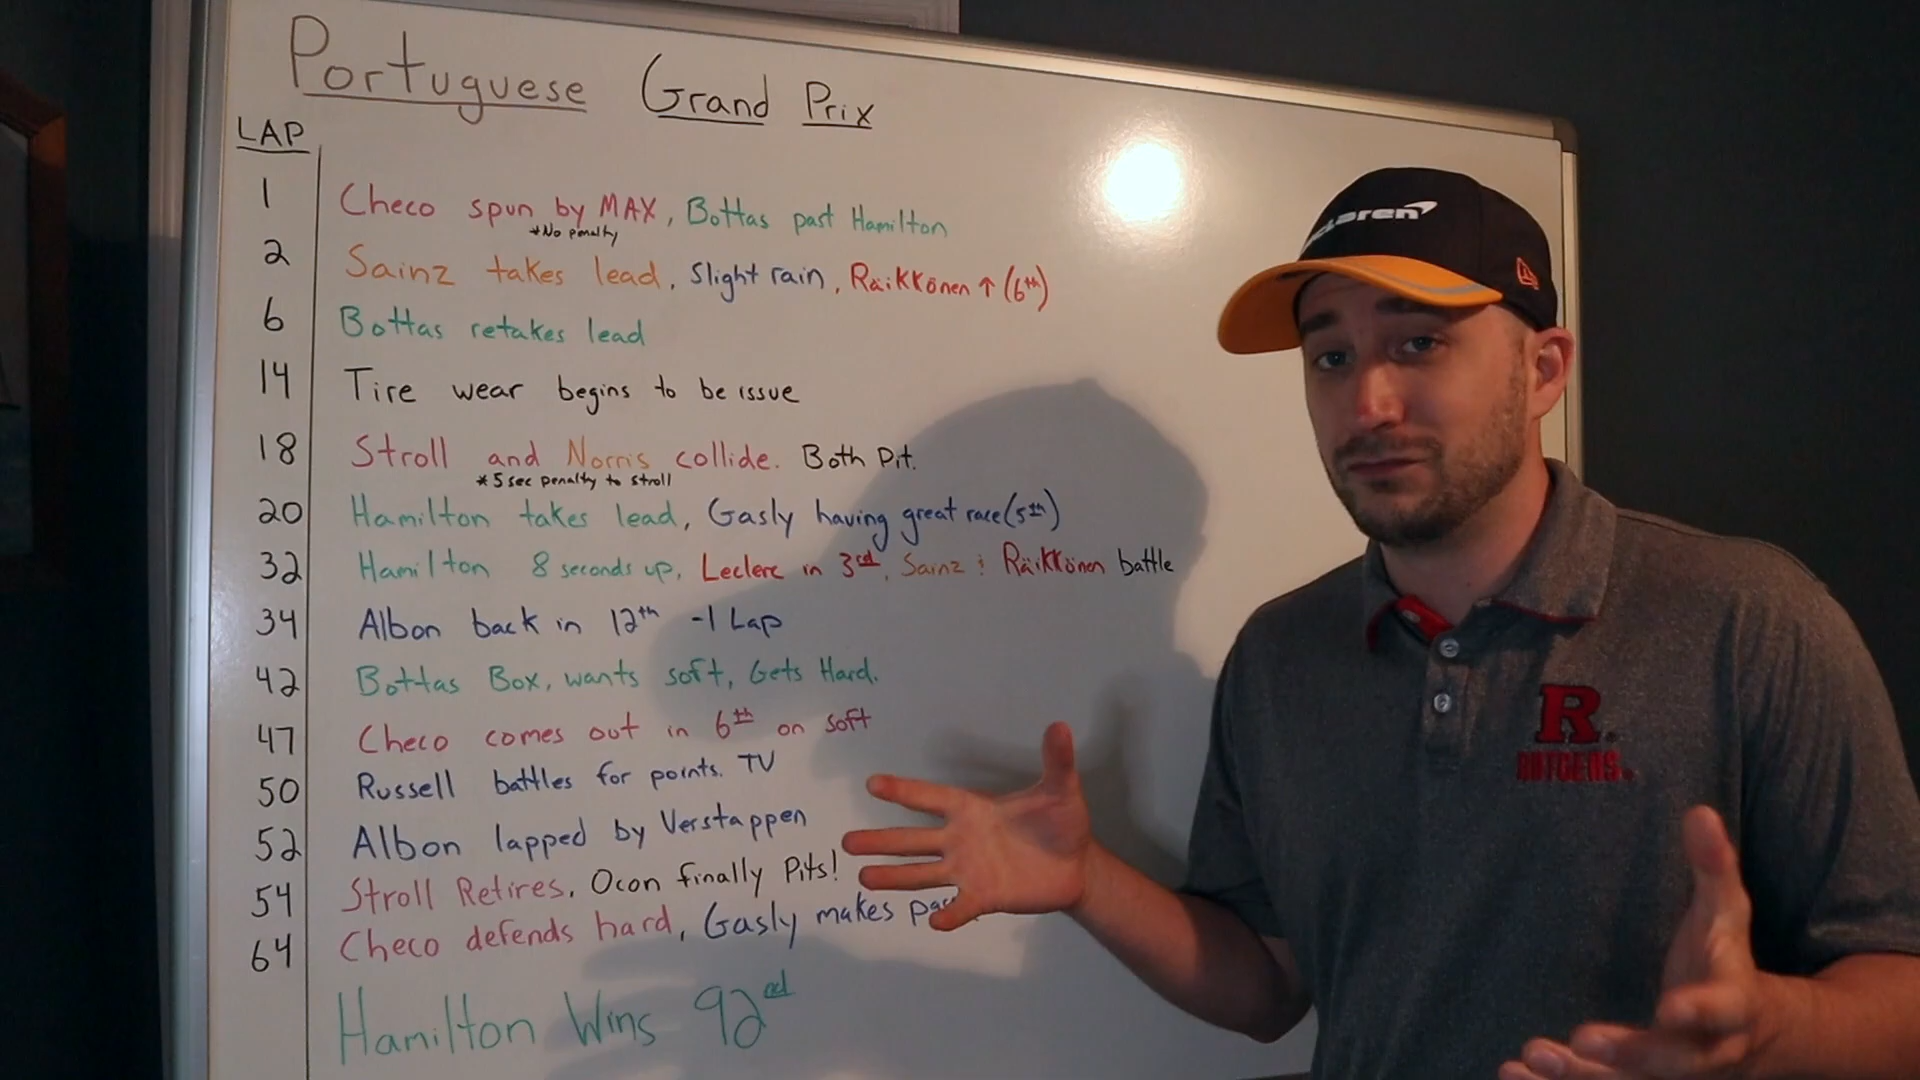 Portuguese Grand Prix
LAP
1 Checo spun by MAX, Bottas past Hamilton
*No penalty
2 Sainz takes lead, Slight rain, Räikkönen ↑ (6th)
6 Bottas retakes lead
14 Tire wear begins to be issue
18 Stroll and Norris collide. Both Pit.
*5 sec penalty to stroll
20 Hamilton takes lead, Gasly having great race (5th)
32 Hamilton 8 seconds up, Leclerc in 3rd, Sainz & Räikkönen battle
34 Albon back in 12th -1 Lap
42 Bottas Box, wants soft, Gets Hard.
47 Checo comes out in 6th on soft
50 Russell battles for points. TV
52 Albon lapped by Verstappen
54 Stroll Retires, Ocon finally Pits!
64 Checo defends hard, Gasly makes
Hamilton Wins 92nd
McLaren
R
RUTGERS